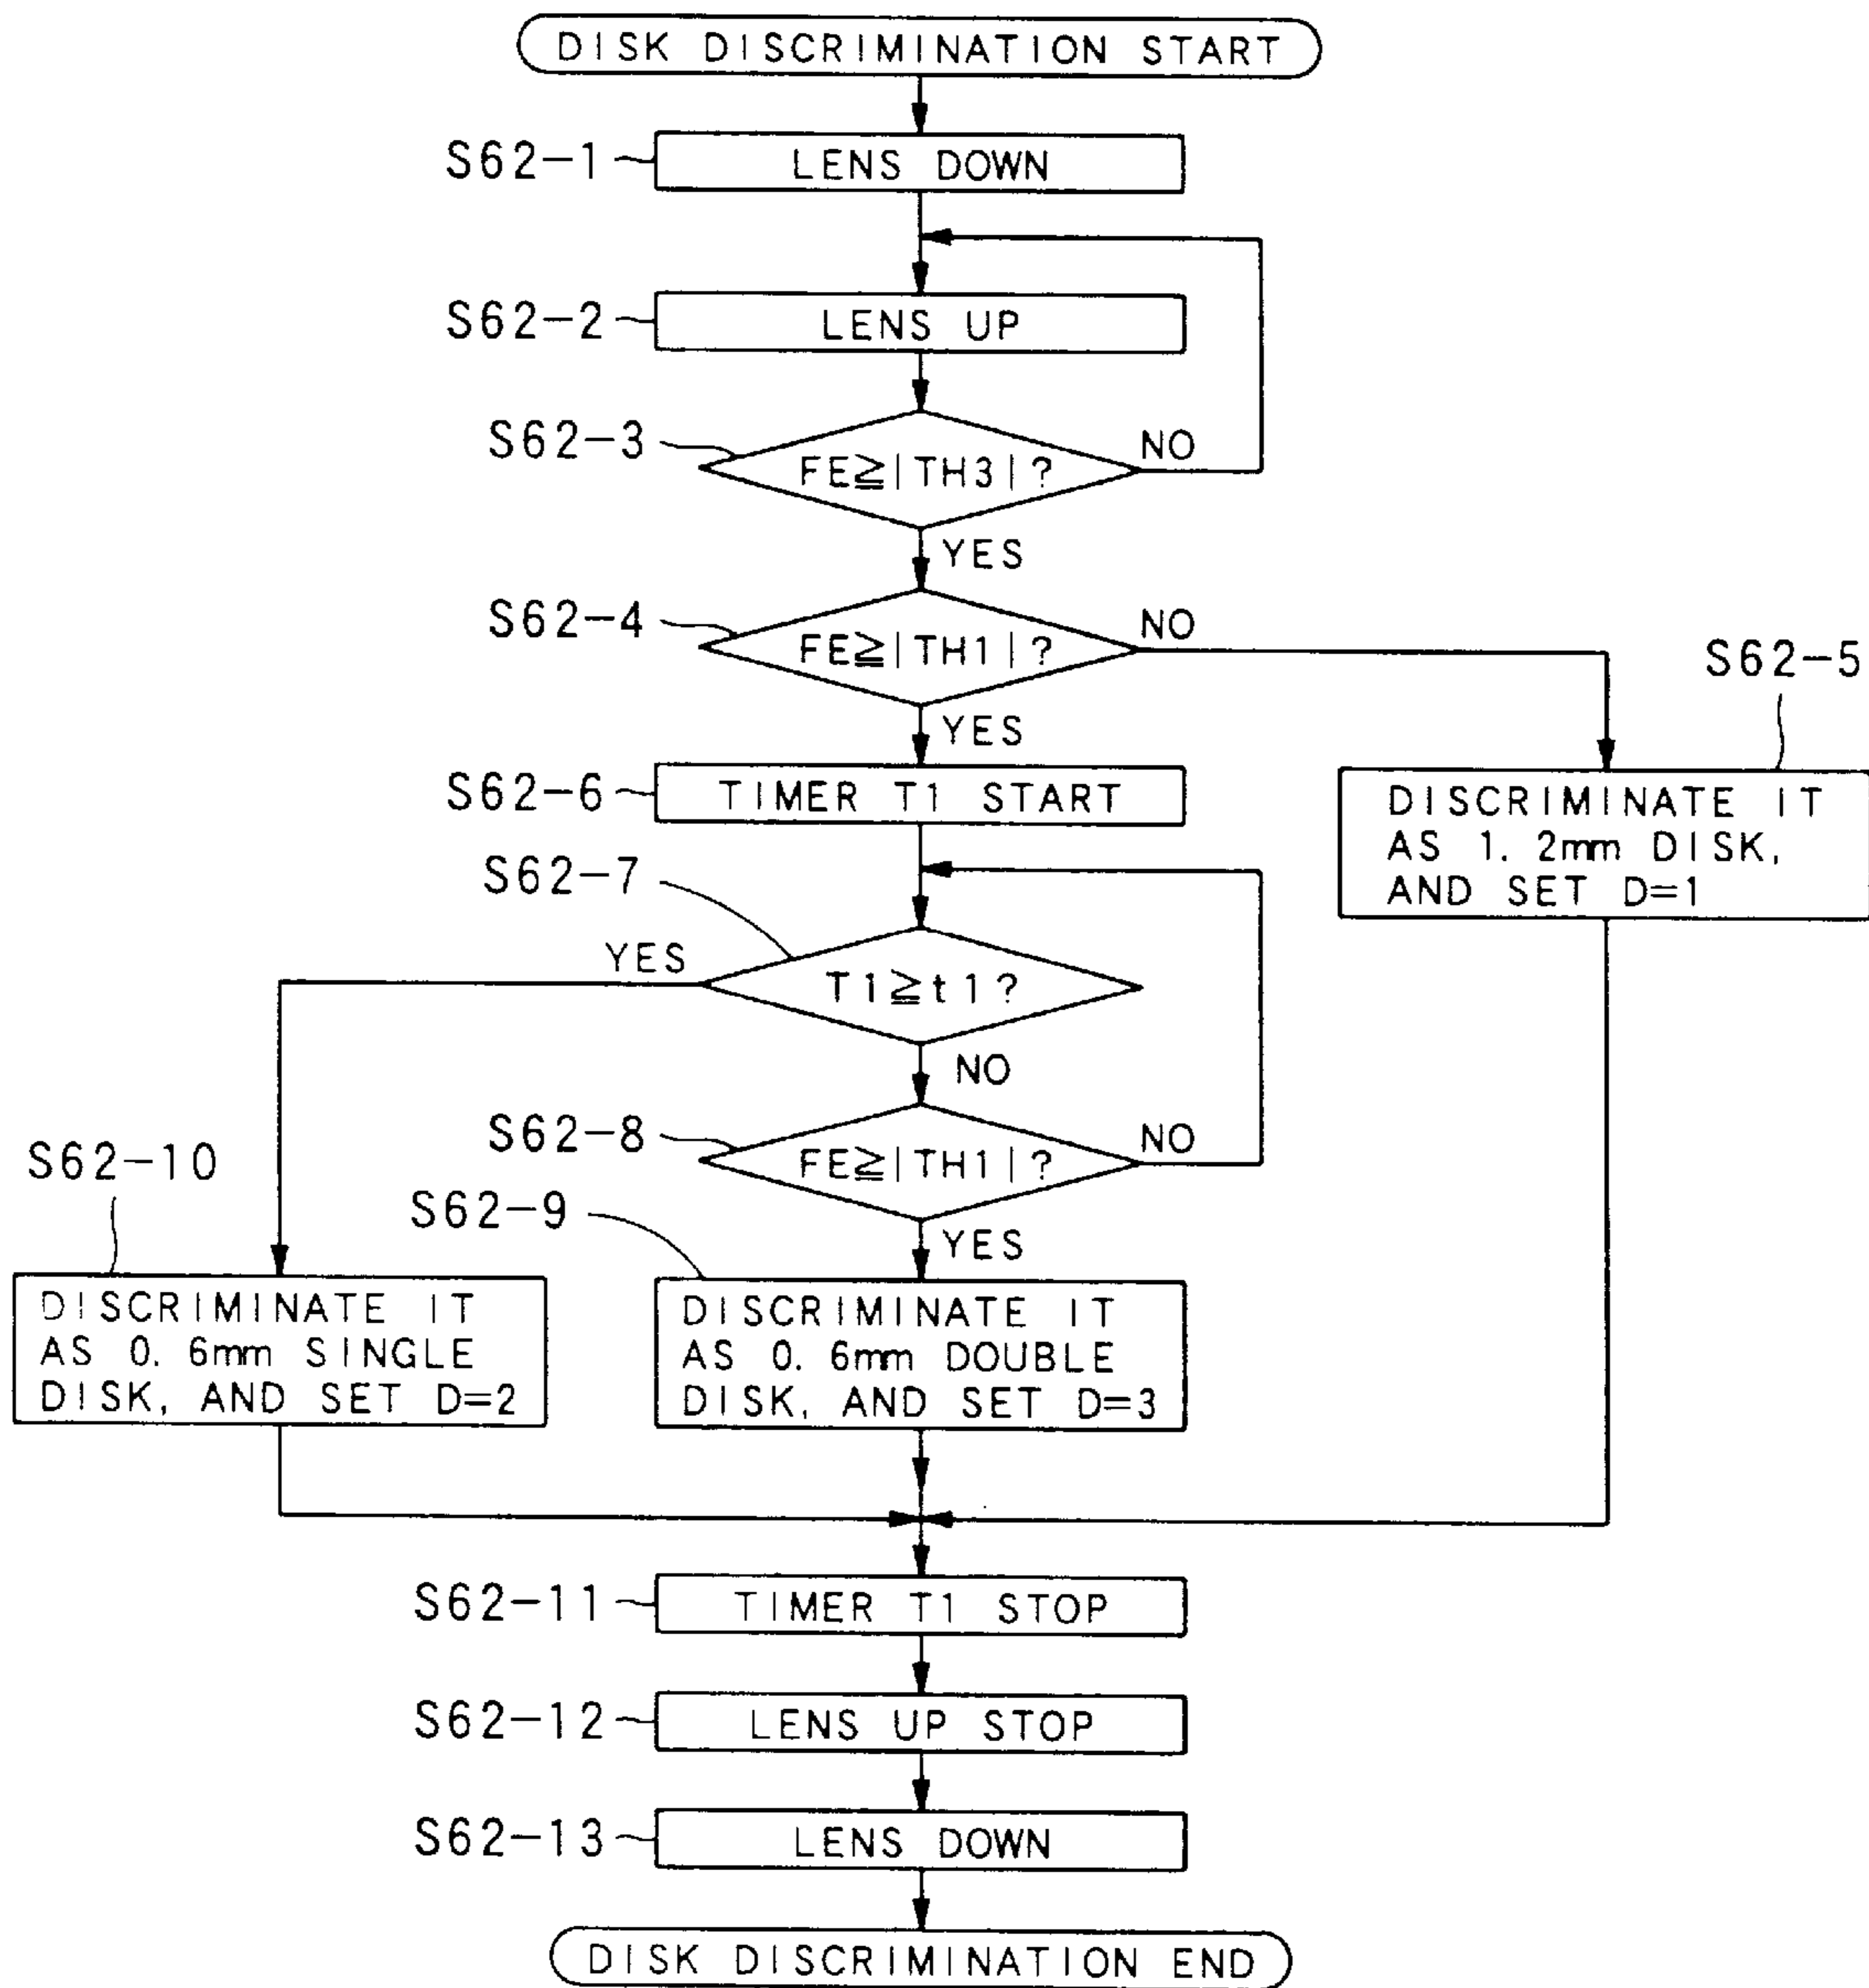 DISK DISCRIMINATION START
S62-1
LENS DOWN
S62-2
LENS UP
S62-3
FE≧|TH3|?
NO
YES
S62-4
FE≧|TH1|?
NO
YES
S62-5
DISCRIMINATE IT
AS 1. 2mm DISK,
AND SET D=1
S62-6
TIMER T1 START
S62-7
T1≧t1?
YES
NO
S62-8
FE≧|TH1|?
NO
YES
S62-10
DISCRIMINATE IT
AS 0. 6mm SINGLE
DISK, AND SET D=2
S62-9
DISCRIMINATE IT
AS 0. 6mm DOUBLE
DISK, AND SET D=3
S62-11
TIMER T1 STOP
S62-12
LENS UP STOP
S62-13
LENS DOWN
DISK DISCRIMINATION END